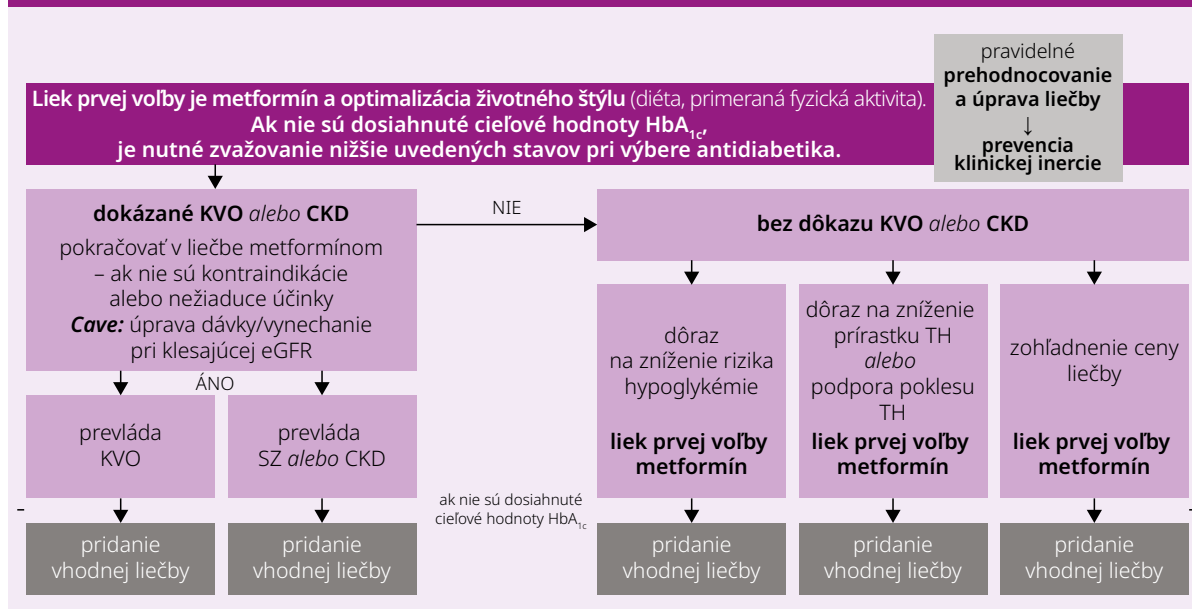 pravidelné
prehodnocovanie
a úprava liečby
↓
prevencia
klinickej inercie
Liek prvej voľby je metformín a optimalizácia životného štýlu (diéta, primeraná fyzická aktivita).
Ak nie sú dosiahnuté cieľové hodnoty HbA1c,
je nutné zvažovanie nižšie uvedených stavov pri výbere antidiabetika.
dokázané KVO alebo CKD
pokračovať v liečbe metformínom
– ak nie sú kontraindikácie
alebo nežiaduce účinky
Cave: úprava dávky/vynechanie
pri klesajúcej eGFR
NIE
bez dôkazu KVO alebo CKD
ÁNO
prevláda
KVO
prevláda
SZ alebo CKD
dôraz
na zníženie rizika
hypoglykémie
liek prvej voľby
metformín
dôraz na zníženie
prírastku TH
alebo
podpora poklesu
TH
liek prvej voľby
metformín
zohľadnenie ceny
liečby
liek prvej voľby
metformín
ak nie sú dosiahnuté
cieľové hodnoty HbA1c
pridanie
vhodnej liečby
pridanie
vhodnej liečby
pridanie
vhodnej liečby
pridanie
vhodnej liečby
pridanie
vhodnej liečby